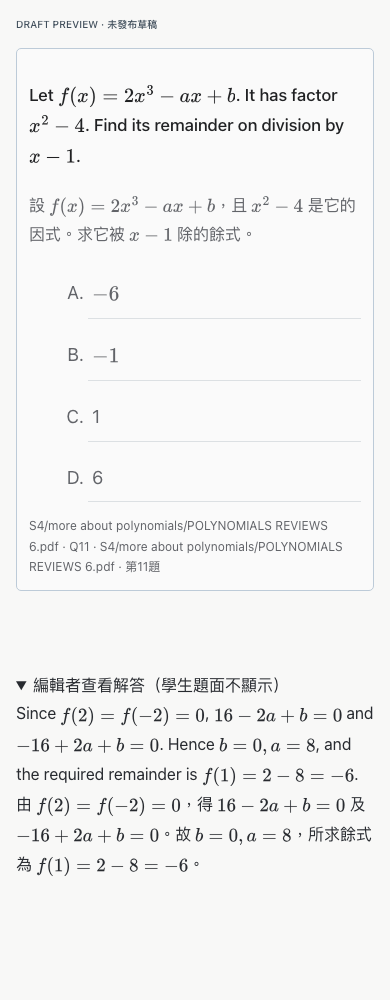 DRAFT PREVIEW · 未發布草稿
Let f(x) = 2x³ − ax + b. It has factor
x² − 4. Find its remainder on division by
x − 1.
設 f(x) = 2x³ − ax + b，且 x² − 4 是它的
因式。求它被 x − 1 除的餘式。
A. −6
B. −1
C. 1
D. 6
S4/more about polynomials/POLYNOMIALS REVIEWS
6.pdf · Q11 · S4/more about polynomials/POLYNOMIALS
REVIEWS 6.pdf · 第11題
▼ 編輯者查看解答（學生題面不顯示）
Since f(2) = f(−2) = 0, 16 − 2a + b = 0 and
−16 + 2a + b = 0. Hence b = 0, a = 8, and
the required remainder is f(1) = 2 − 8 = −6.
由 f(2) = f(−2) = 0，得 16 − 2a + b = 0 及
−16 + 2a + b = 0。故 b = 0, a = 8，所求餘式
為 f(1) = 2 − 8 = −6。